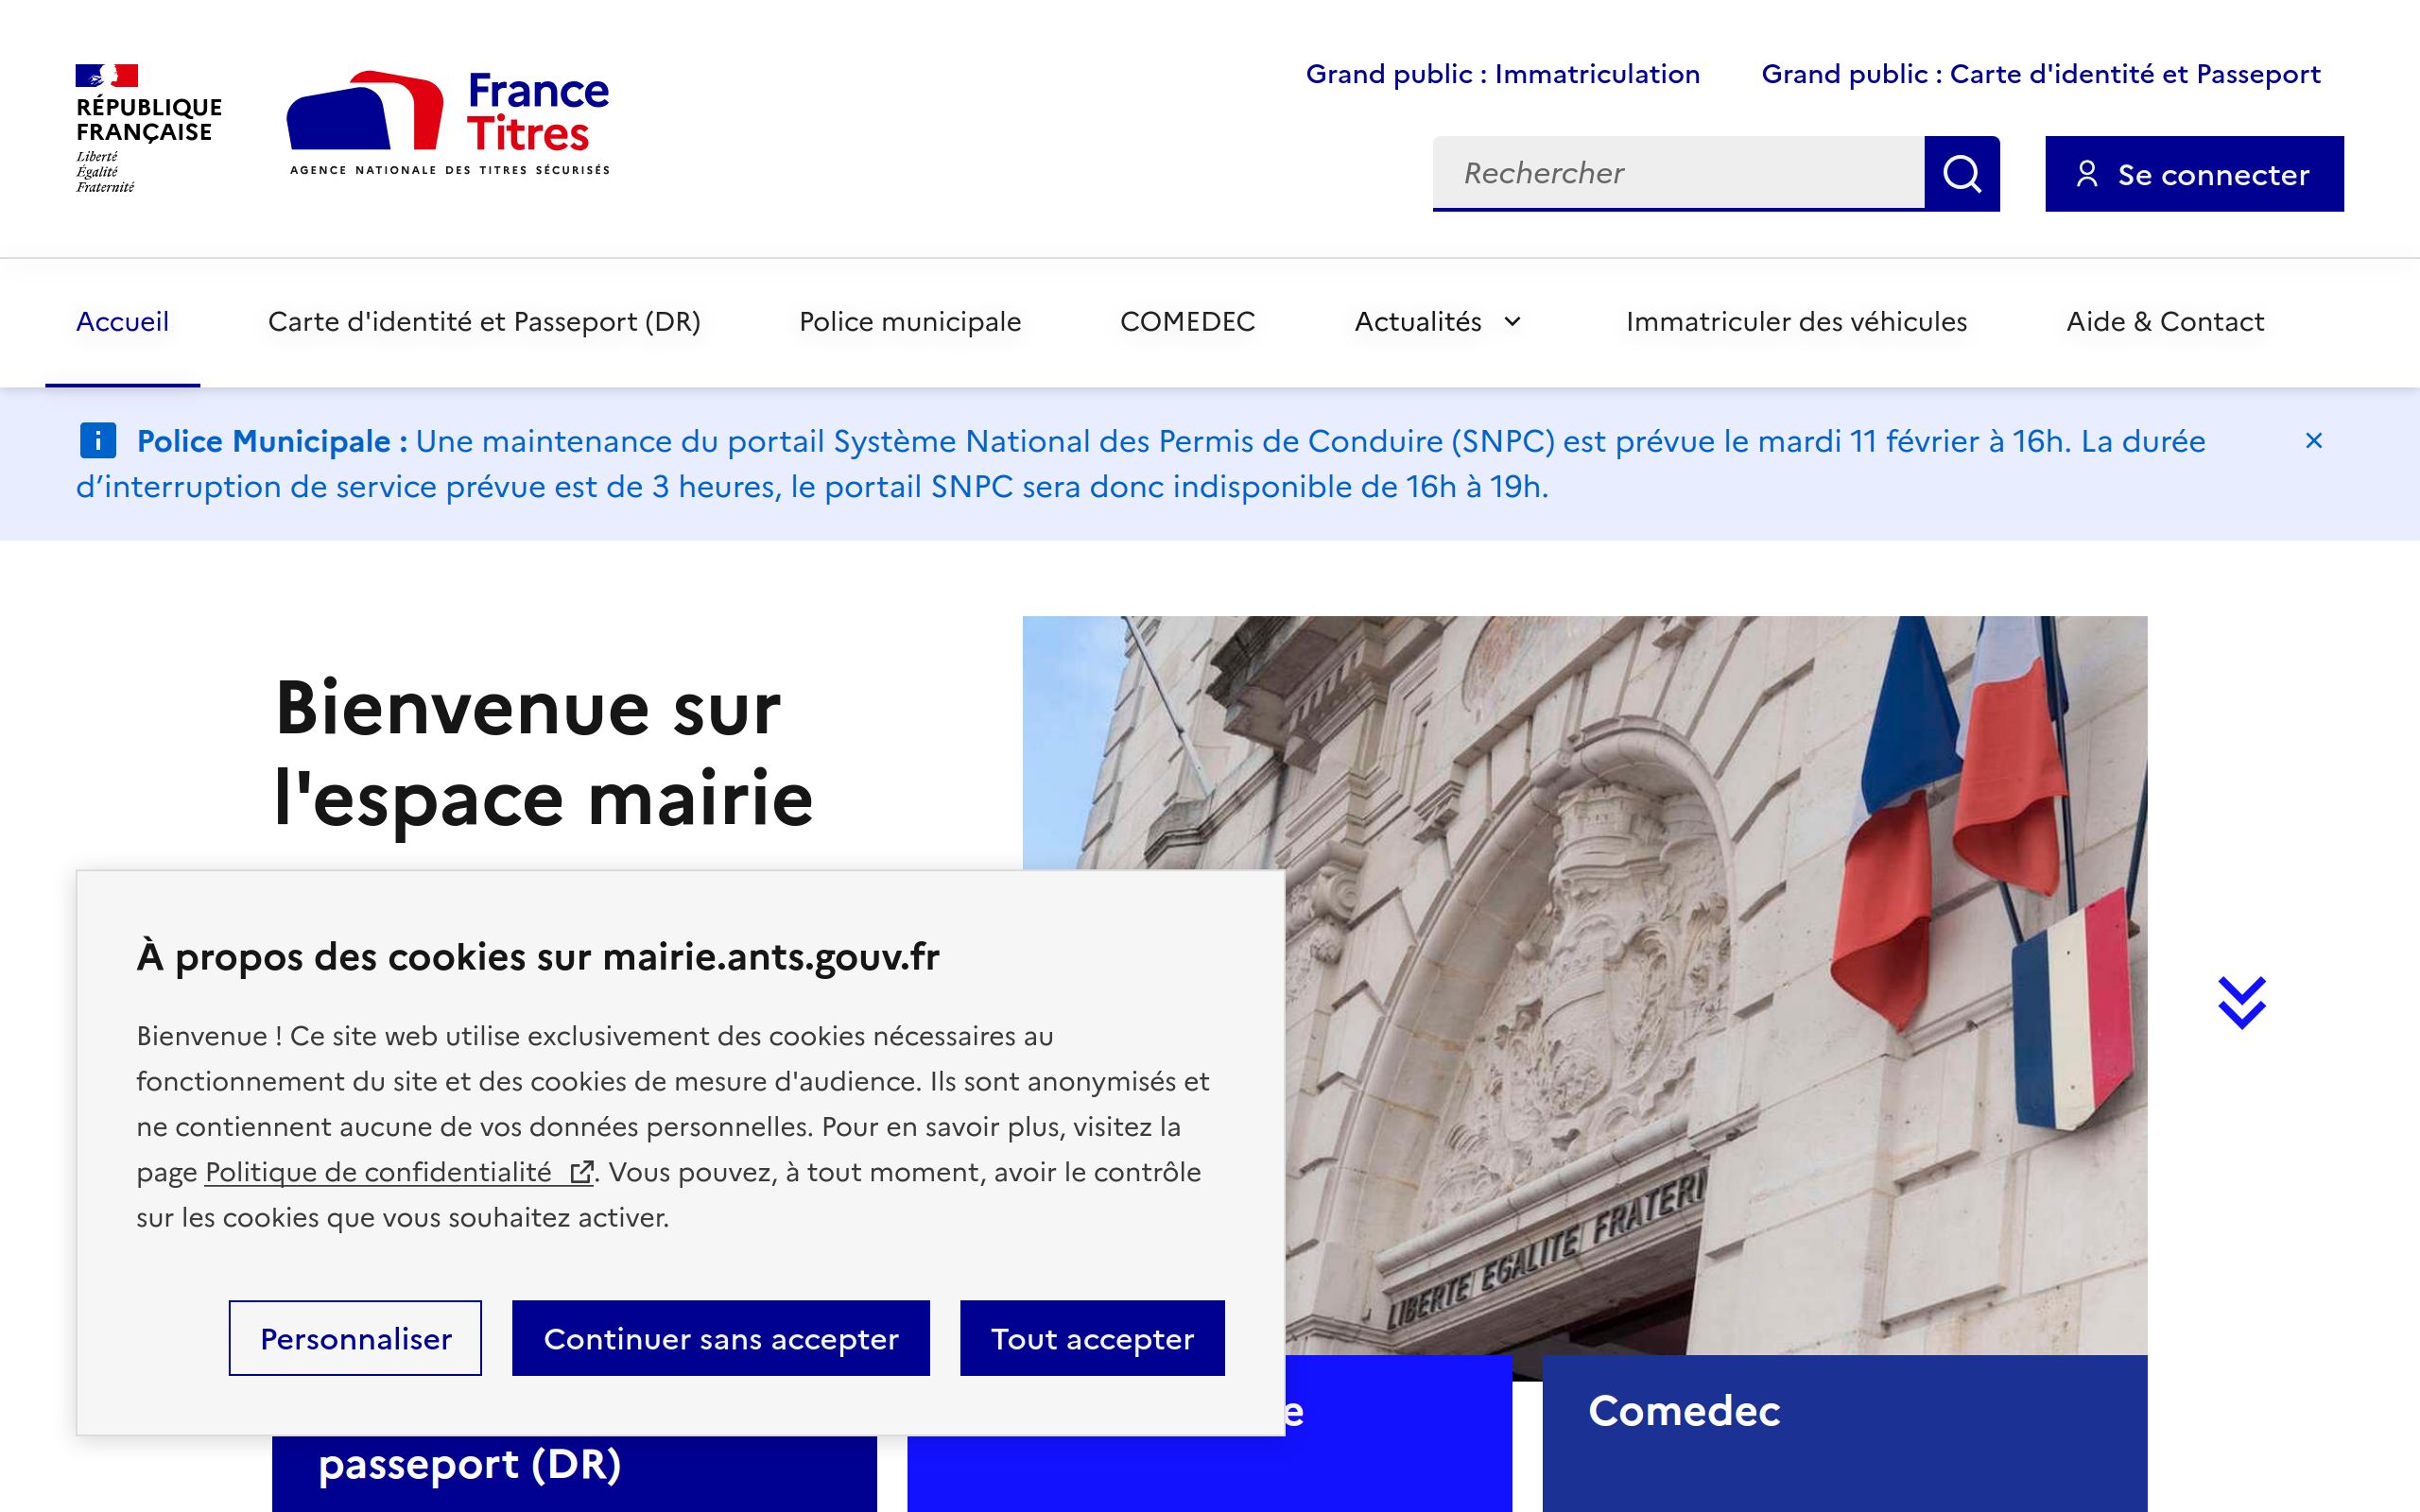 RÉPUBLIQUE
FRANÇAISE
Liberté
Égalité
Fraternité
France
Titres
AGENCE NATIONALE DES TITRES SÉCURISÉS
Grand public : Immatriculation
Grand public : Carte d'identité et Passeport
Rechercher
Se connecter
Accueil
Carte d'identité et Passeport (DR)
Police municipale
COMEDEC
Actualités
Immatriculer des véhicules
Aide & Contact
Police Municipale : Une maintenance du portail Système National des Permis de Conduire (SNPC) est prévue le mardi 11 février à 16h. La durée
d’interruption de service prévue est de 3 heures, le portail SNPC sera donc indisponible de 16h à 19h.
Bienvenue sur
l'espace mairie
LIBERTE EGALITE FRATERN
À propos des cookies sur mairie.ants.gouv.fr
Bienvenue ! Ce site web utilise exclusivement des cookies nécessaires au
fonctionnement du site et des cookies de mesure d'audience. Ils sont anonymisés et
ne contiennent aucune de vos données personnelles. Pour en savoir plus, visitez la
page Politique de confidentialité . Vous pouvez, à tout moment, avoir le contrôle
sur les cookies que vous souhaitez activer.
Personnaliser
Continuer sans accepter
Tout accepter
passeport (DR)
e
Comedec